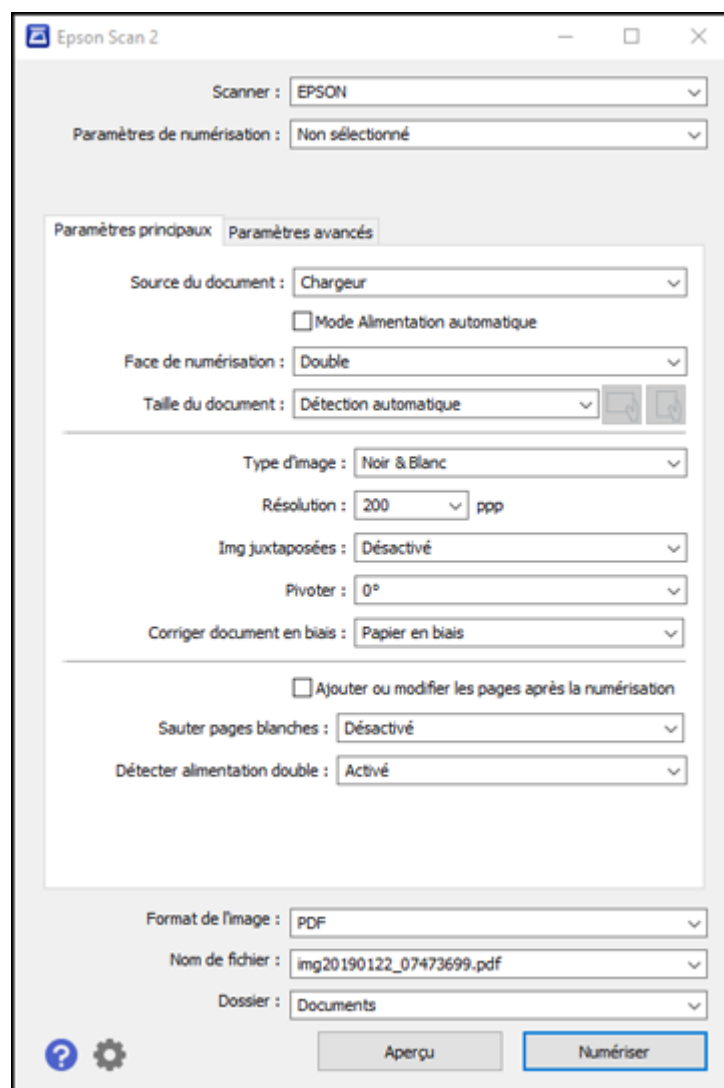 Epson Scan 2
Scanner : EPSON
Paramètres de numérisation : Non sélectionné
Paramètres principaux Paramètres avancés
Source du document : Chargeur
Mode Alimentation automatique
Face de numérisation : Double
Taille du document : Détection automatique
Type d'image : Noir & Blanc
Résolution : 200 ppp
Img juxtaposées : Désactivé
Pivoter : 0°
Corriger document en biais : Papier en biais
Ajouter ou modifier les pages après la numérisation
Sauter pages blanches : Désactivé
Détecter alimentation double : Activé
Format de l'image : PDF
Nom de fichier : img20190122_07473699.pdf
Dossier : Documents
? Aperçu Numériser